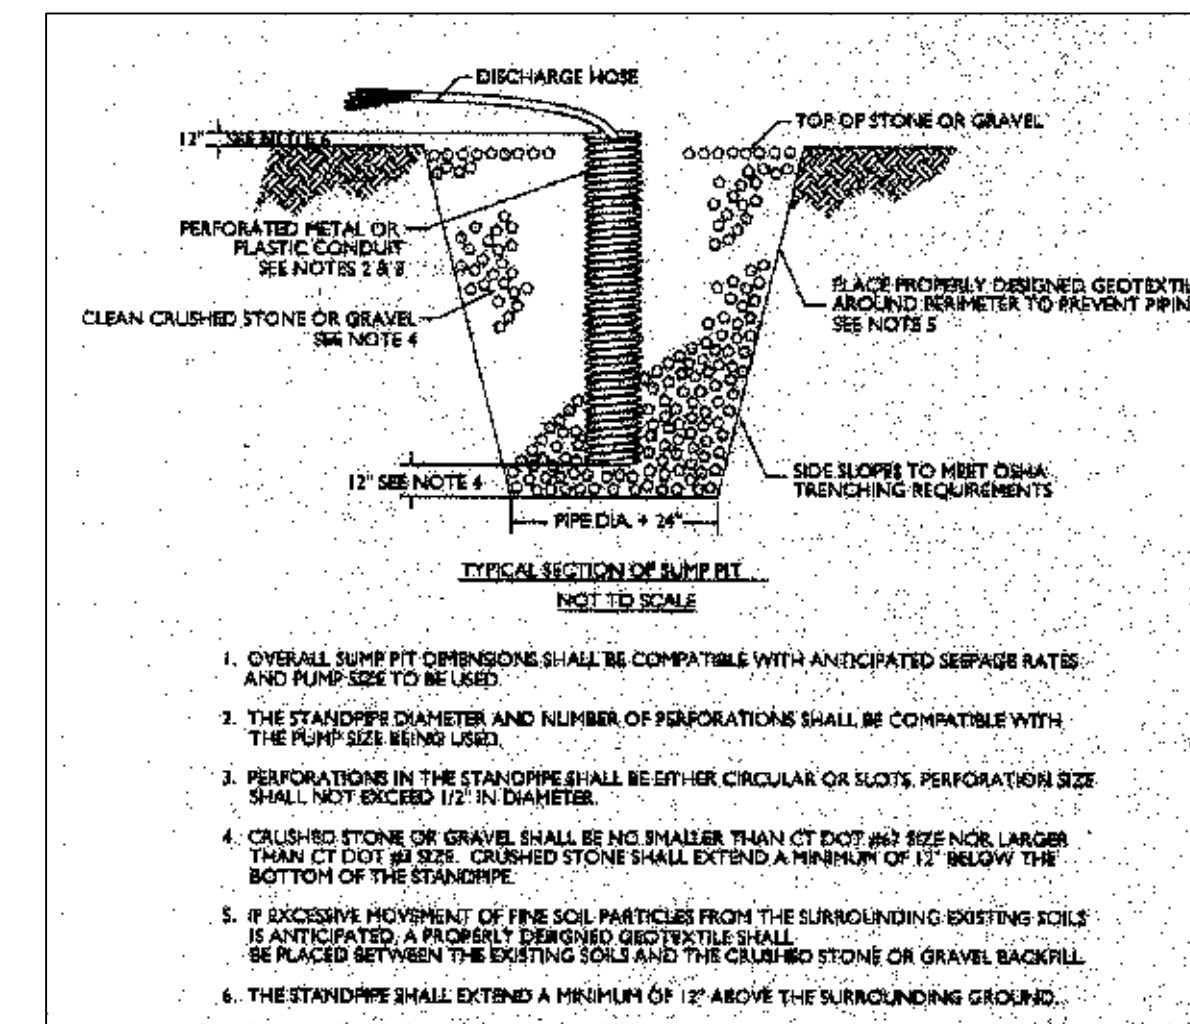 DISCHARGE HOSE
12" SEE NOTE 6
TOP OF STONE OR GRAVEL
PERFORATED METAL OR
PLASTIC CONDUIT
SEE NOTES 2 &
PLACE PROPERLY DESIGNED GEOTEXTIL
AROUND PERIMETER TO PREVENT PIPIN
SEE NOTE 5
CLEAN CRUSHED STONE OR GRAVEL
SEE NOTE 4
SIDE SLOPES TO MEET OSHA
TRENCHING REQUIREMENTS
12" SEE NOTE 4
PIPE DIA. + 24"
TYPICAL SECTION OF SUMP PIT
NOT TO SCALE
1. OVERALL SUMP PIT DIMENSIONS SHALL BE COMPATIBLE WITH ANTICIPATED SEEPAGE RATES
AND PUMP SIZE TO BE USED.
2. THE STANDPIPE DIAMETER AND NUMBER OF PERFORATIONS SHALL BE COMPATIBLE WITH
THE PUMP SIZE BEING USED.
3. PERFORATIONS IN THE STANDPIPE SHALL BE EITHER CIRCULAR OR SLOTS, PERFORATION SIZE
SHALL NOT EXCEED 1/2" IN DIAMETER.
4. CRUSHED STONE OR GRAVEL SHALL BE NO SMALLER THAN CT DOT #67 SIZE NOR LARGER
THAN CT DOT SIZE. CRUSHED STONE SHALL EXTEND A MINIMUM OF 12" BELOW THE
BOTTOM OF THE STANDPIPE.
5. IF EXCESSIVE MOVEMENT OF FINE SOIL PARTICLES FROM THE SURROUNDING EXISTING SOILS
IS ANTICIPATED, A PROPERLY DESIGNED GEOTEXTILE SHALL
BE PLACED BETWEEN THE EXISTING SOILS AND THE CRUSHED STONE OR GRAVEL BACKFILL.
6. THE STANDPIPE SHALL EXTEND A MINIMUM OF 12" ABOVE THE SURROUNDING GROUND.